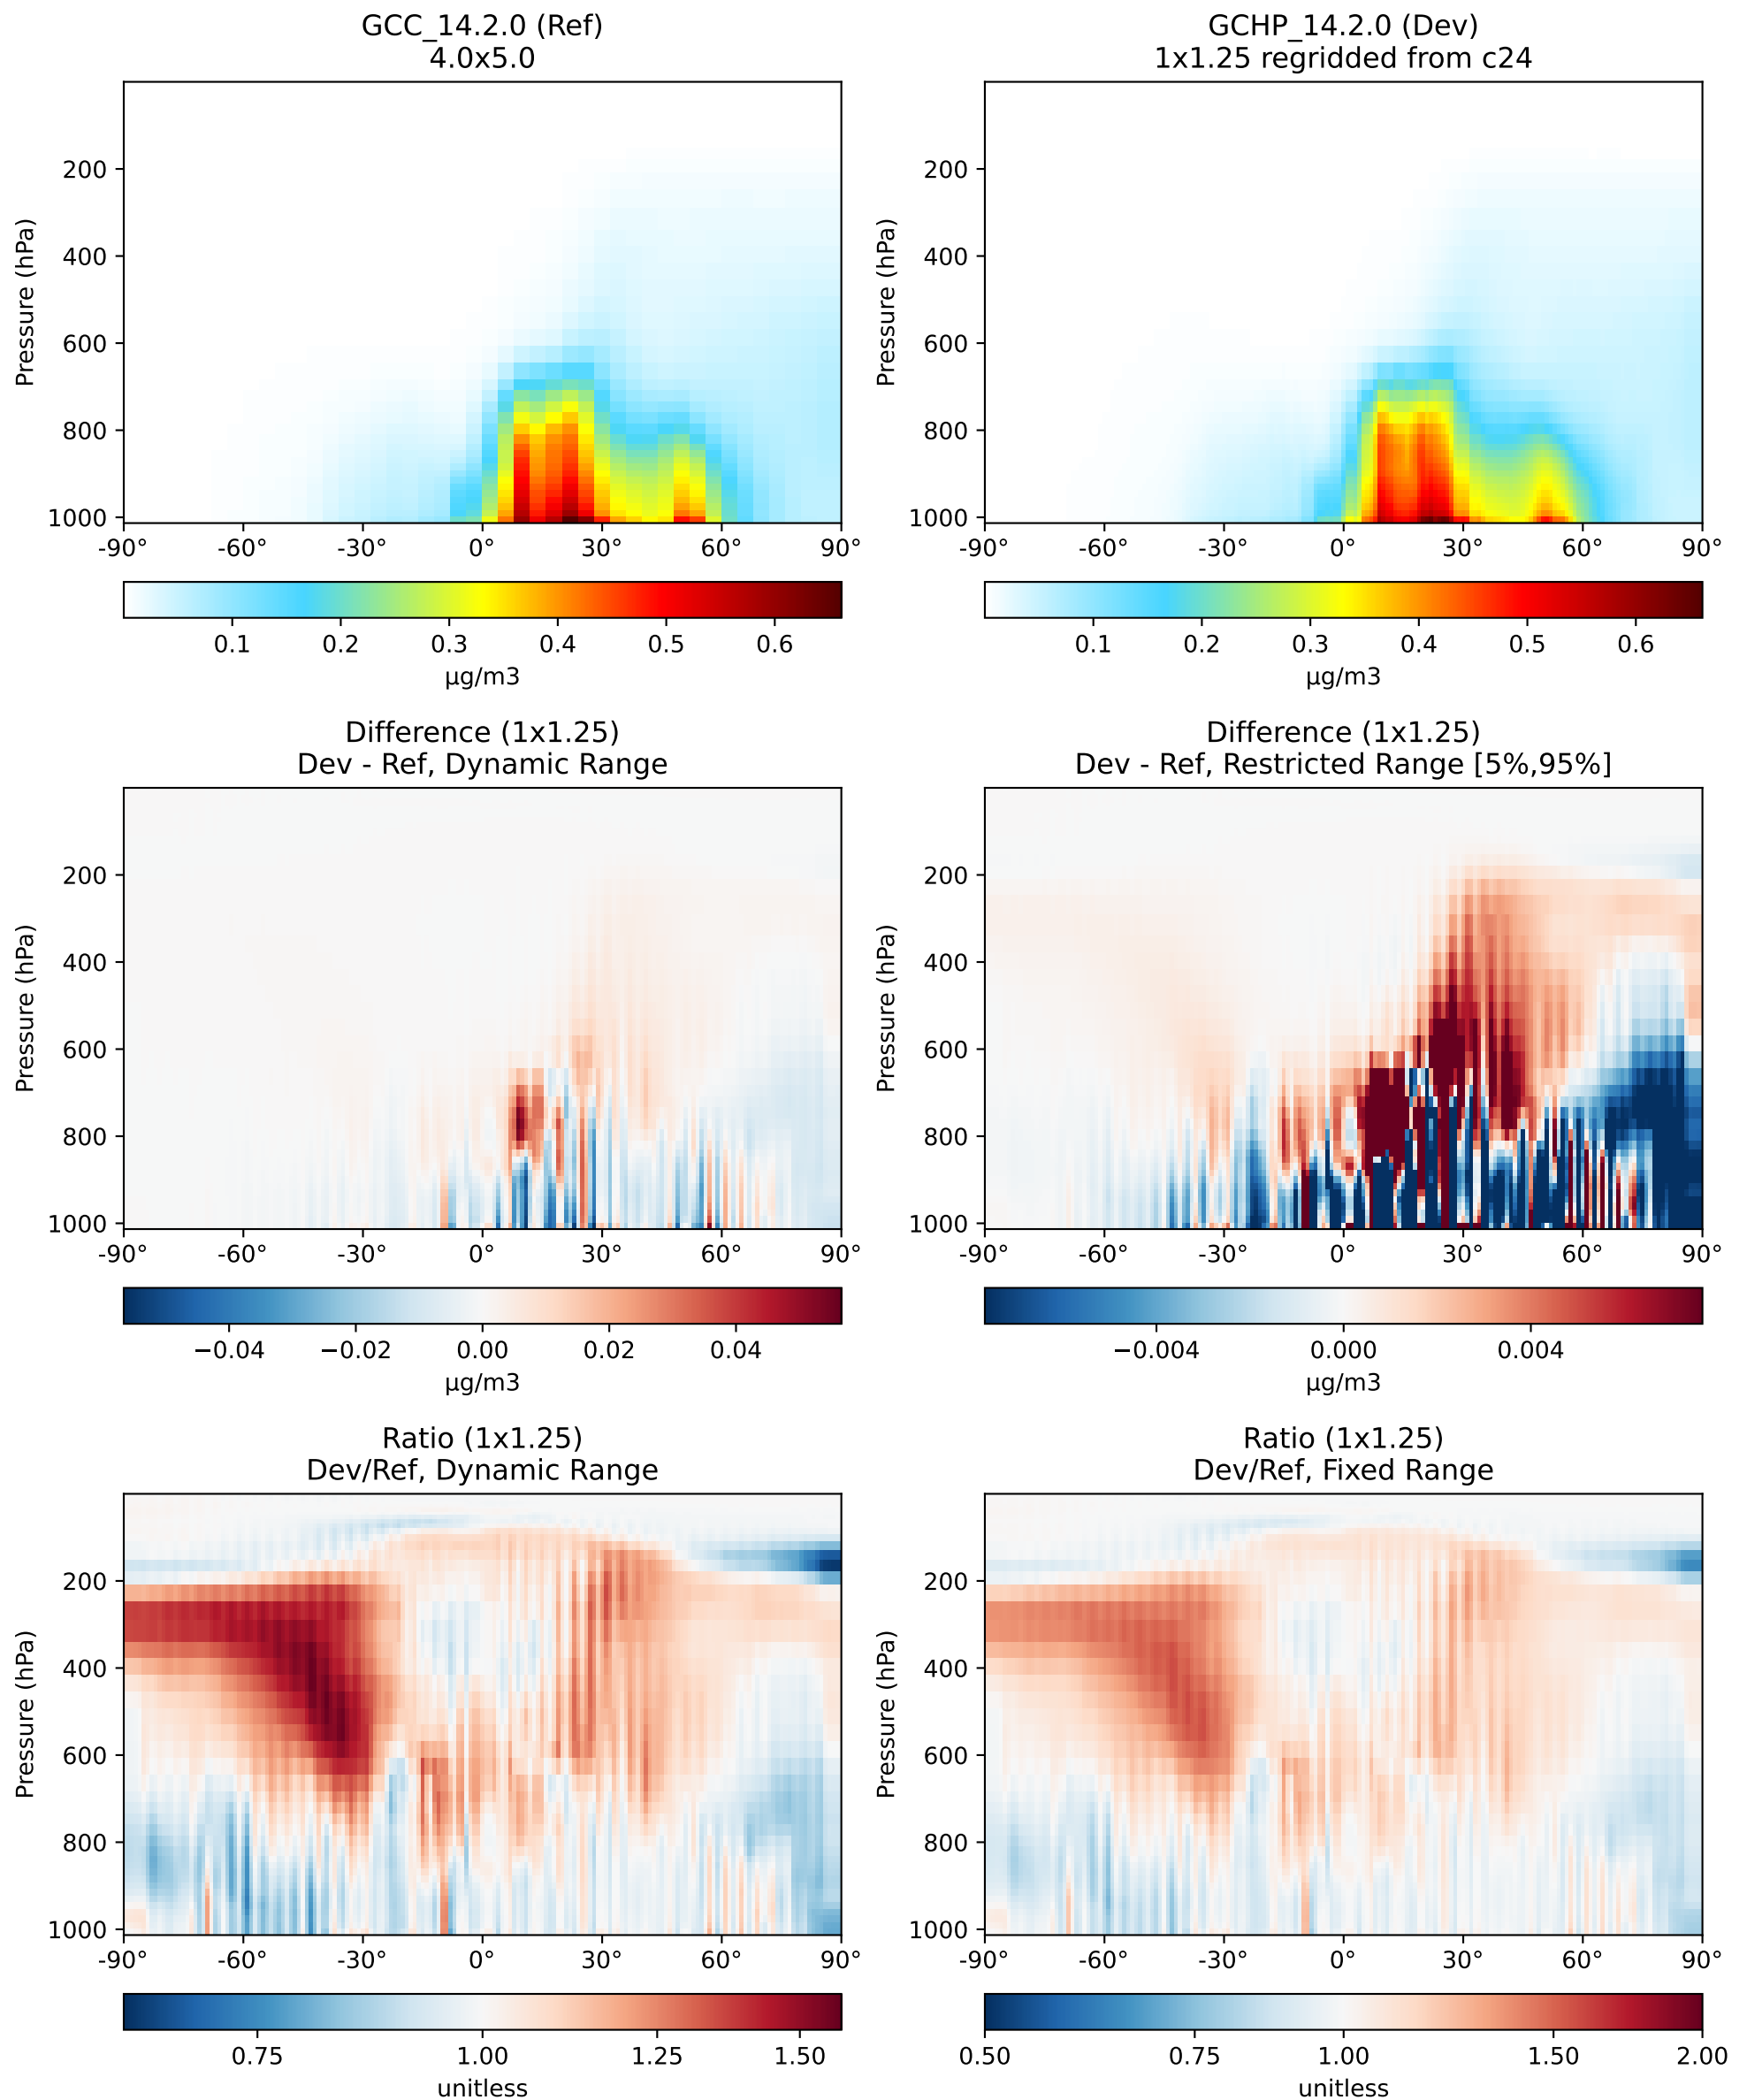 GCC_14.2.0 (Ref)
4.0x5.0
Pressure (hPa)
200
400
600
800
1000
-90° -60° -30° 0° 30° 60° 90°
0.1 0.2 0.3 0.4 0.5 0.6
µg/m3
GCHP_14.2.0 (Dev)
1x1.25 regridded from c24
Pressure (hPa)
200
400
600
800
1000
-90° -60° -30° 0° 30° 60° 90°
0.1 0.2 0.3 0.4 0.5 0.6
µg/m3
Difference (1x1.25)
Dev - Ref, Dynamic Range
Pressure (hPa)
200
400
600
800
1000
-90° -60° -30° 0° 30° 60° 90°
−0.04 −0.02 0.00 0.02 0.04
µg/m3
Difference (1x1.25)
Dev - Ref, Restricted Range [5%,95%]
Pressure (hPa)
200
400
600
800
1000
-90° -60° -30° 0° 30° 60° 90°
−0.004 0.000 0.004
µg/m3
Ratio (1x1.25)
Dev/Ref, Dynamic Range
Pressure (hPa)
200
400
600
800
1000
-90° -60° -30° 0° 30° 60° 90°
0.75 1.00 1.25 1.50
unitless
Ratio (1x1.25)
Dev/Ref, Fixed Range
Pressure (hPa)
200
400
600
800
1000
-90° -60° -30° 0° 30° 60° 90°
0.50 0.75 1.00 1.50 2.00
unitless